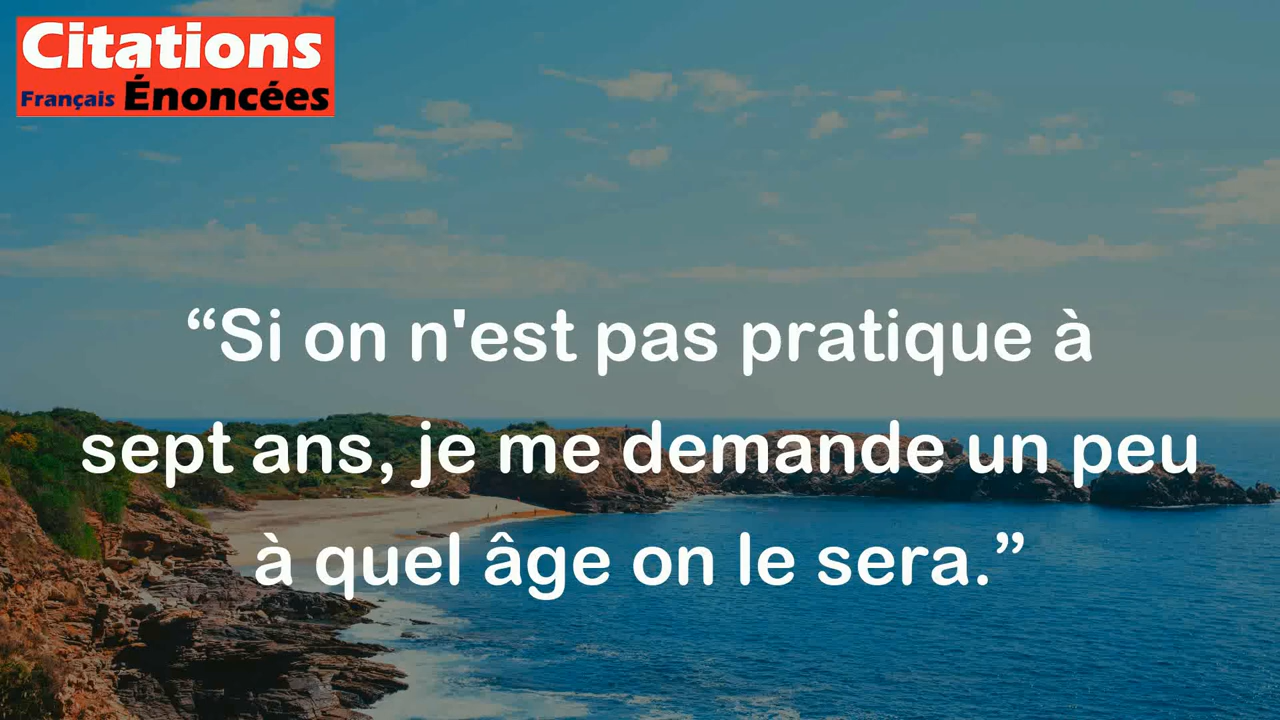 Citations
Français Énoncées
“Si on n'est pas pratique à
sept ans, je me demande un peu
à quel âge on le sera.”